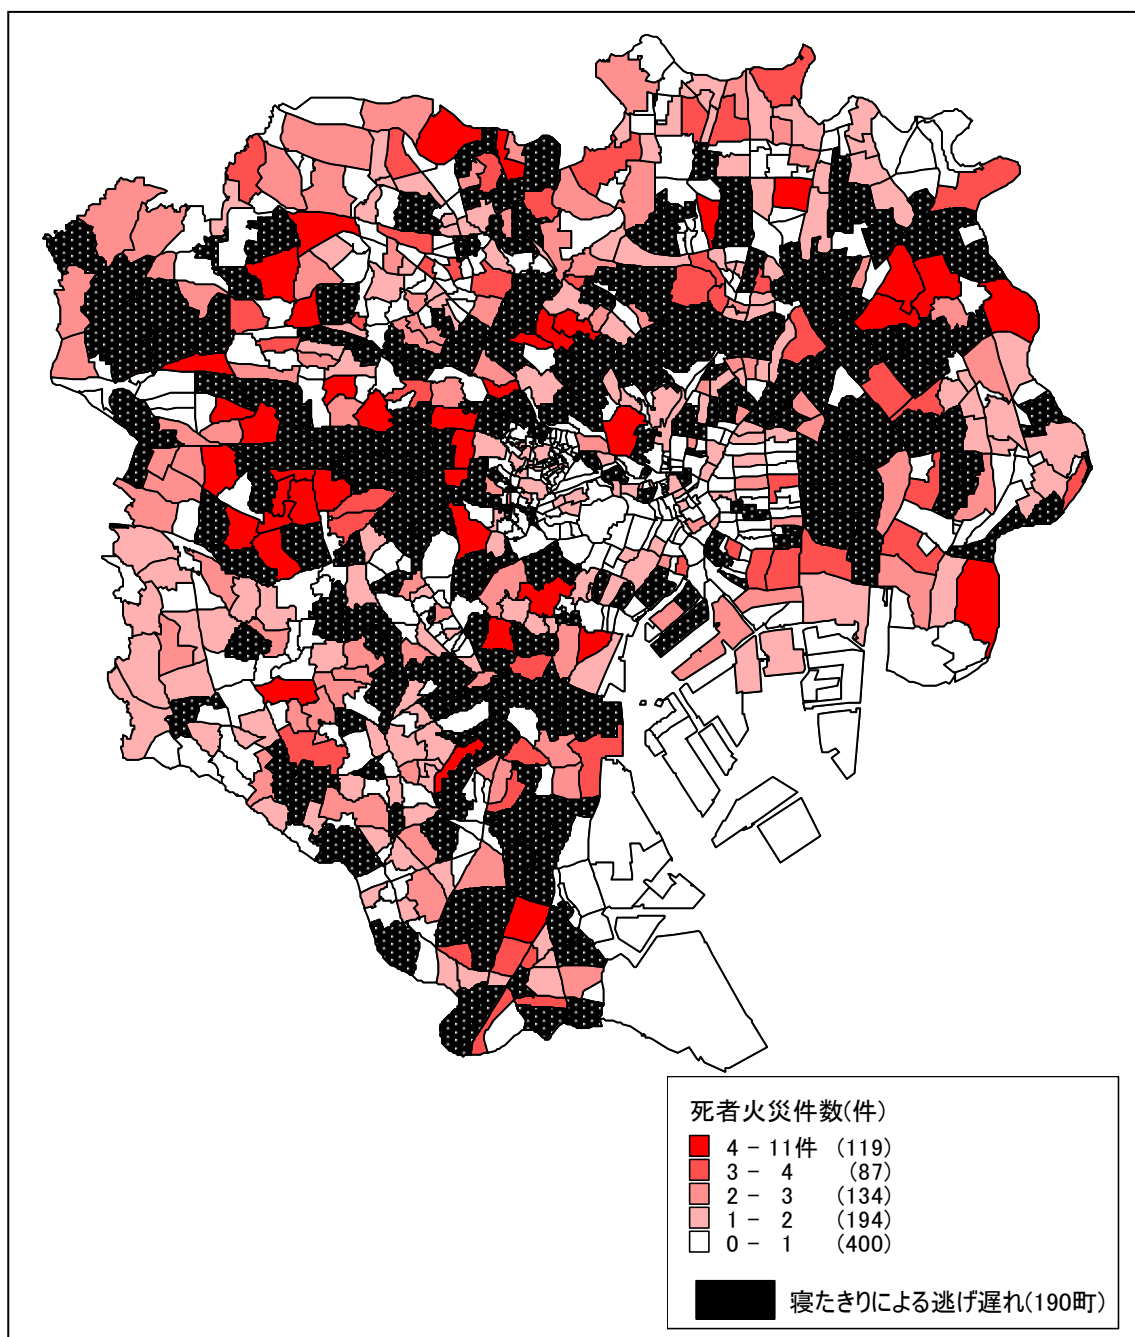 死者火災件数(件)
4 - 11件 (119)
3 - 4 (87)
2 - 3 (134)
1 - 2 (194)
0 - 1 (400)
寝たきりによる逃げ遅れ(190町)